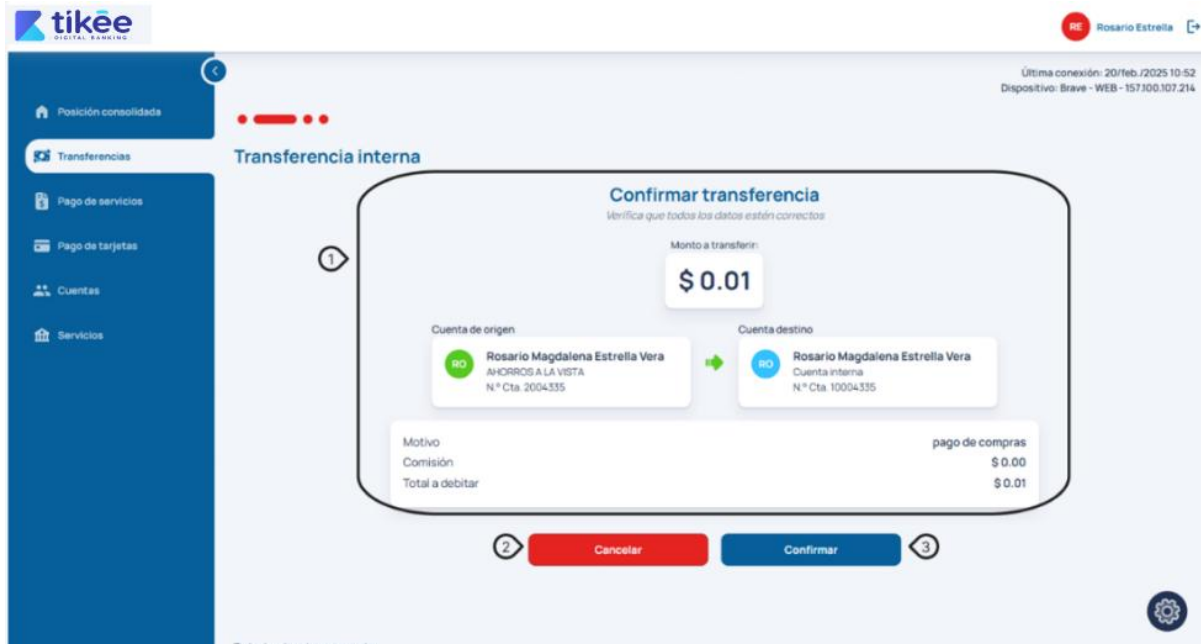 tikēe
DIGITAL BANKING
RE Rosario Estrella
Última conexión: 20/feb./2025 10:52
Dispositivo: Brave - WEB - 157.100.107.214
Posición consolidada
Transferencias
Pago de servicios
Pago de tarjetas
Cuentas
Servicios
Transferencia interna
1
Confirmar transferencia
Verifica que todos los datos estén correctos
Monto a transferir:
$ 0.01
Cuenta de origen
RO
Rosario Magdalena Estrella Vera
AHORROS A LA VISTA
N.º Cta. 2004335
Cuenta destino
RO
Rosario Magdalena Estrella Vera
Cuenta interna
N.º Cta. 10004335
Motivo pago de compras
Comisión $ 0.00
Total a debitar $ 0.01
2 Cancelar Confirmar 3